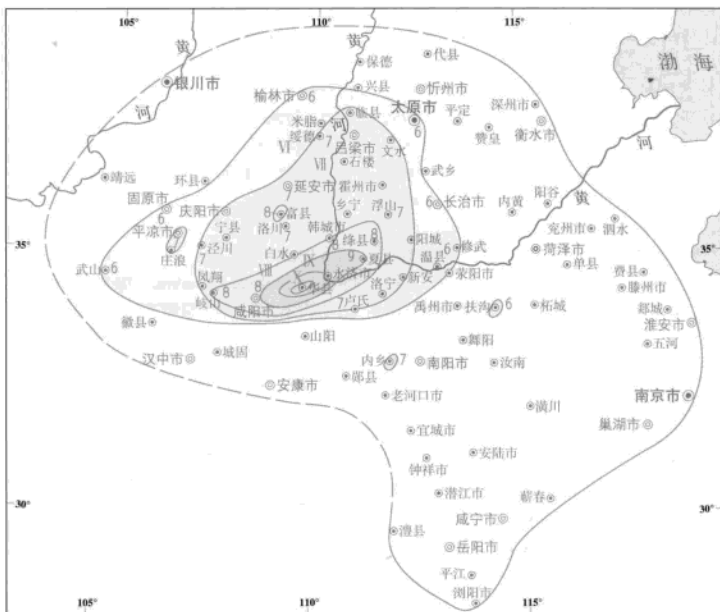 105° 110° 115°
黄 黄 代县 渤海
银川市 保德
兴县 忻州市
榆林市 6 临县 太原市 平定 深州市
河 米脂 河 衡水市
绥德 7 6 赞皇 河
Ⅵ 吕梁市 文水
Ⅶ 石楼 武乡
靖远 环县
延安市 霍州市 阳谷
7 6 长治市 内黄
固原市 庆阳市 8 富县 乡宁 浮山 兖州市 泗水
6 宁县 洛川 7 黄
平凉市 7 韩城市 8 8
35° 泾川 绛县 阳城 6 修武 菏泽市 35°
庄浪 白水 Ⅸ 9 夏县 温县 单县
武山 6 7 Ⅷ 荥阳市 费县
凤翔 8 8 永济市 新安 滕州市
岐山 洛宁 禹州市 扶沟 6 柘城 郯城
咸阳市 7 卢氏 淮安市
徽县
山阳 舞阳 五河
汉中市 城固 内乡 7 南阳市 汝南
安康市 郧县
老河口市 潢川 南京市
宜城市 巢湖市
钟祥市 安陆市
30° 潜江市 蕲春 30°
澧县 咸宁市
岳阳市
平江
105° 110° 浏阳市 115°